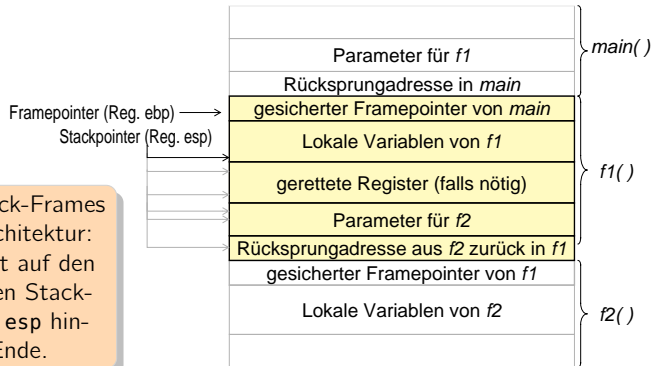 Parameter für f1
main( )
Rücksprungadresse in main
Framepointer (Reg. ebp)
gesicherter Framepointer von main
Stackpointer (Reg. esp)
Lokale Variablen von f1
gerettete Register (falls nötig)
f1( )
Parameter für f2
Rücksprungadresse aus f2 zurück in f1
gesicherter Framepointer von f1
Lokale Variablen von f2
f2( )
ck-Frames
chitektur:
t auf den
en Stack-
esp hin-
Ende.